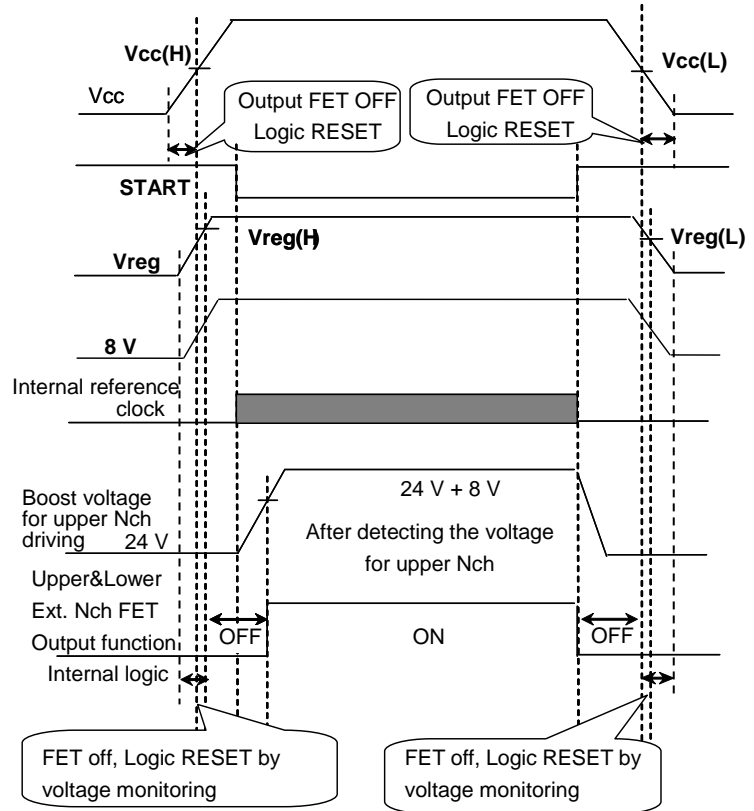 Vcc(H)
Vcc(L)
Vcc
Output FET OFF
Logic RESET
Output FET OFF
Logic RESET
START
Vreg(H)
Vreg(L)
Vreg
8 V
Internal reference
clock
Boost voltage
for upper Nch
driving
24 V
24 V + 8 V
After detecting the voltage
for upper Nch
Upper&Lower
Ext. Nch FET
Output function
OFF
ON
OFF
Internal logic
FET off, Logic RESET by
voltage monitoring
FET off, Logic RESET by
voltage monitoring